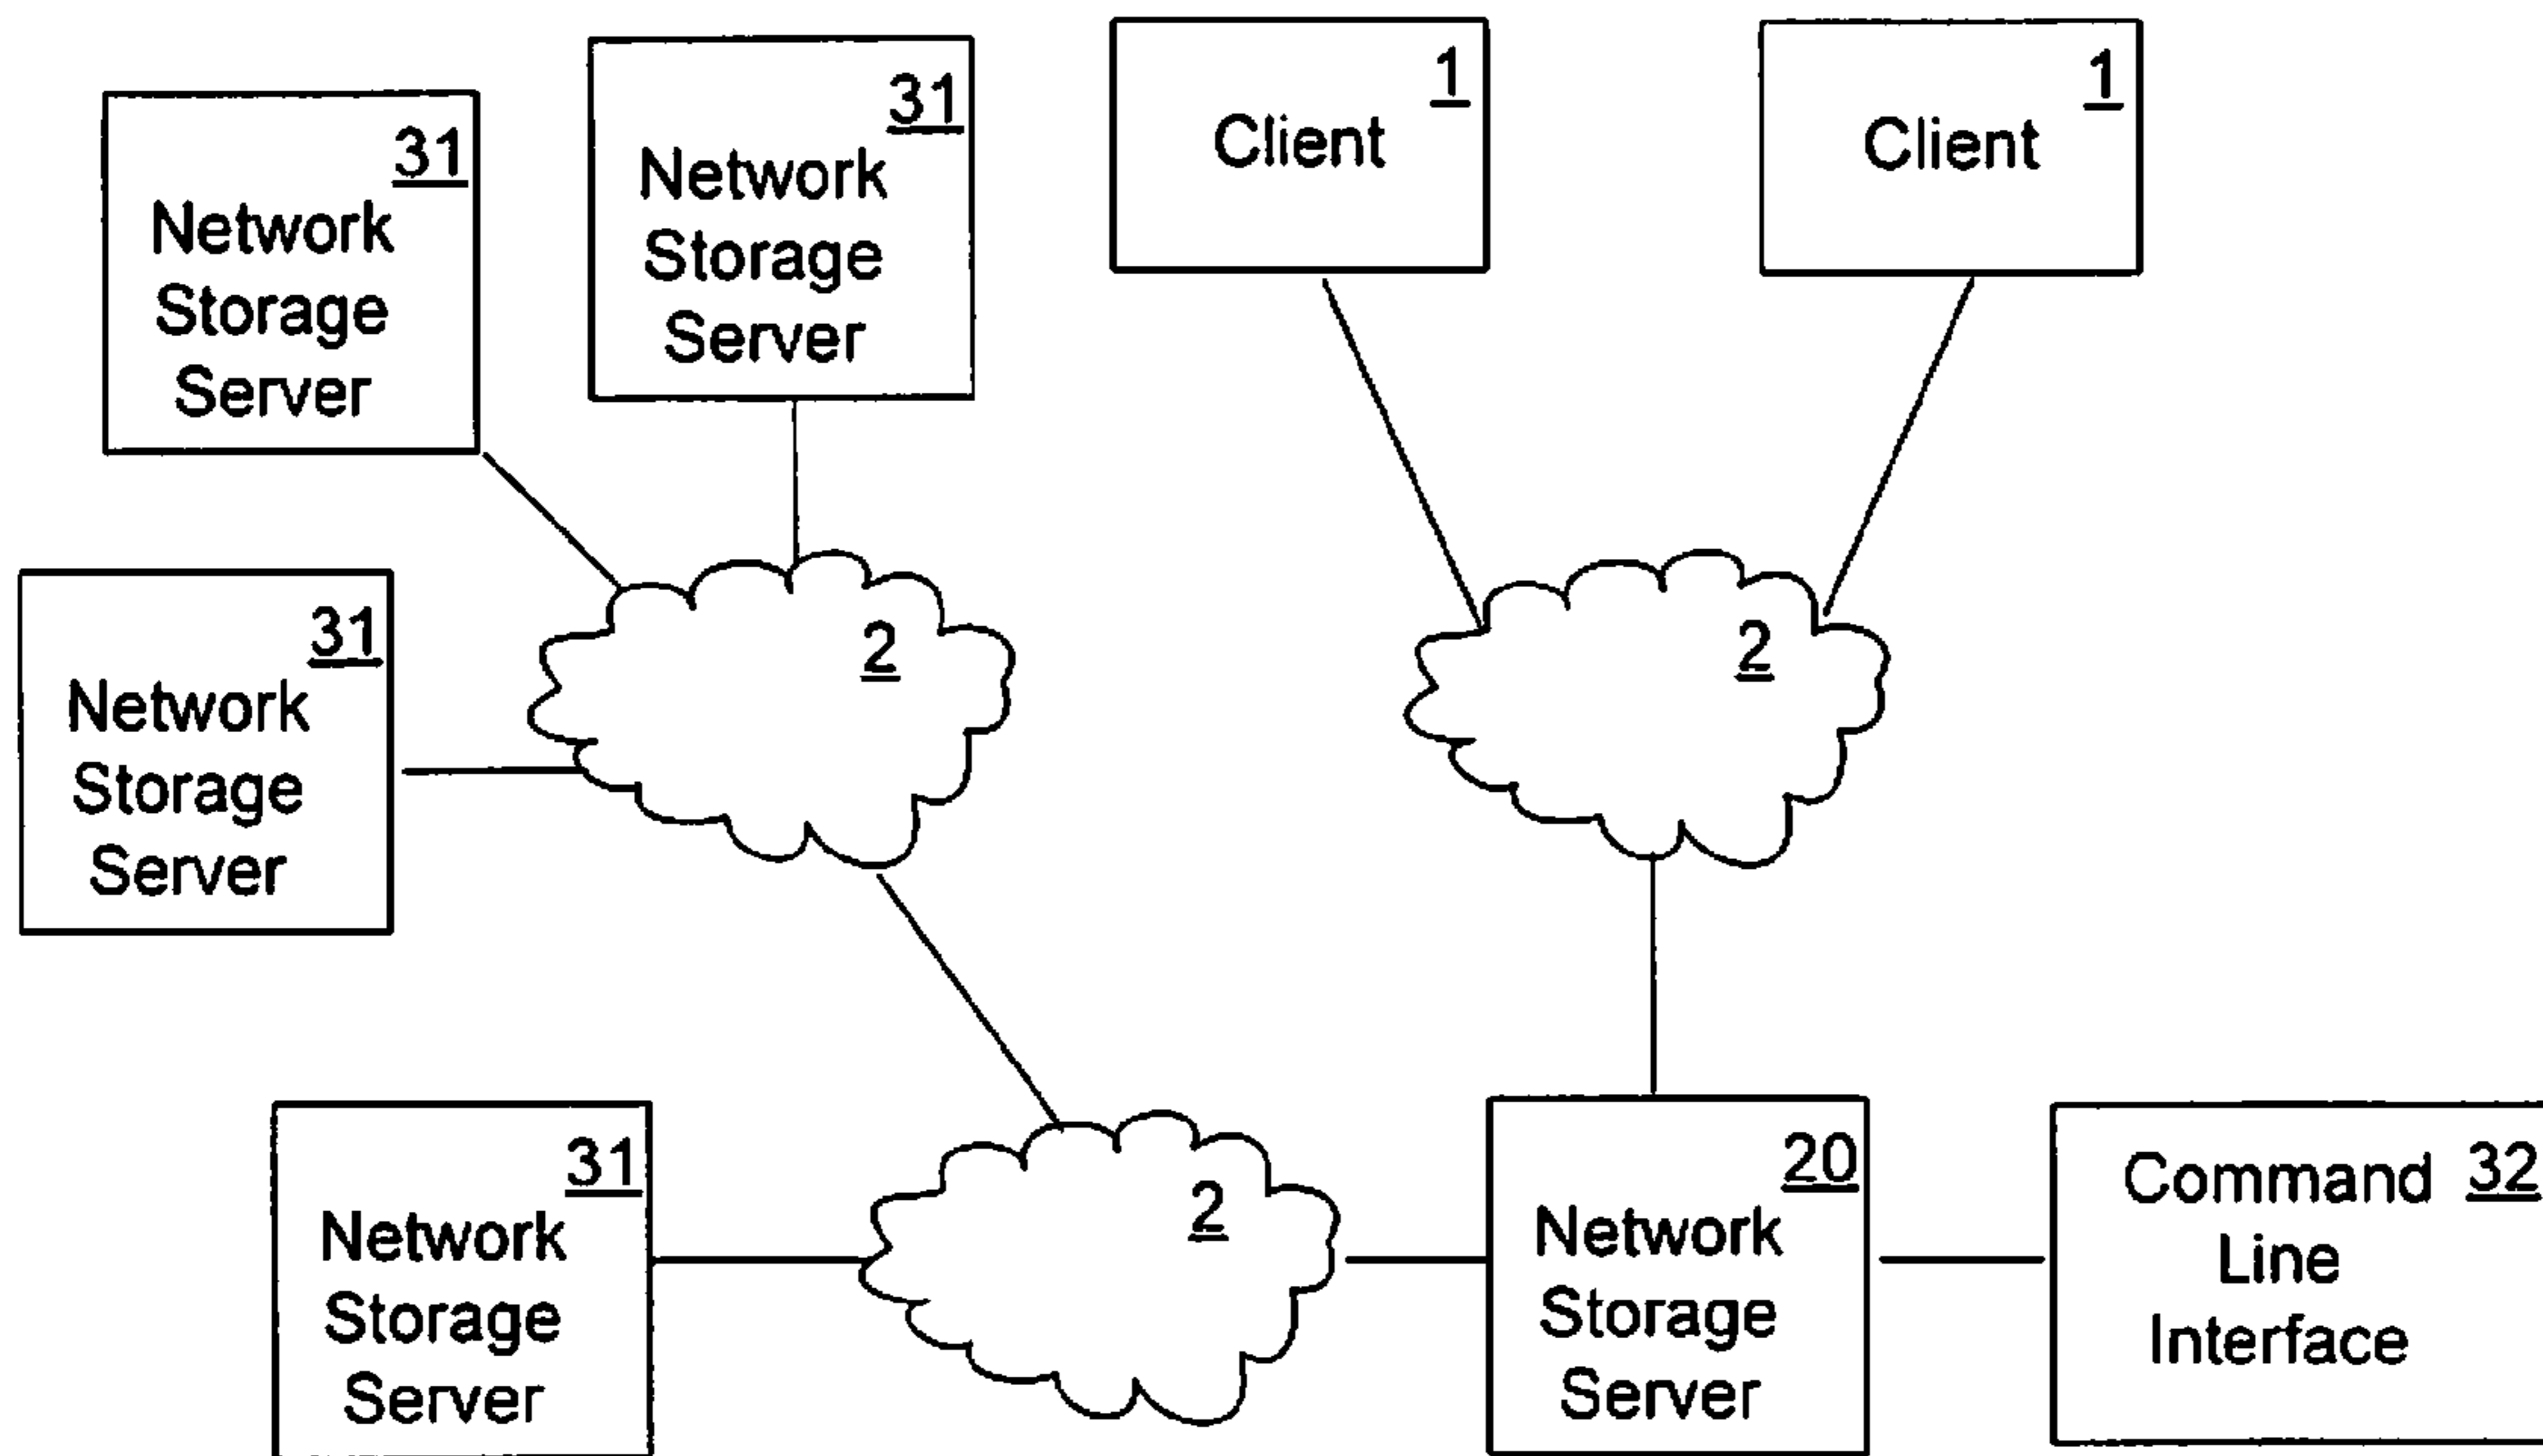 31
Network
Storage
Server
31
Network
Storage
Server
1
Client
1
Client
31
Network
Storage
Server
2
2
31
Network
Storage
Server
2
20
Network
Storage
Server
Command 32
Line
Interface